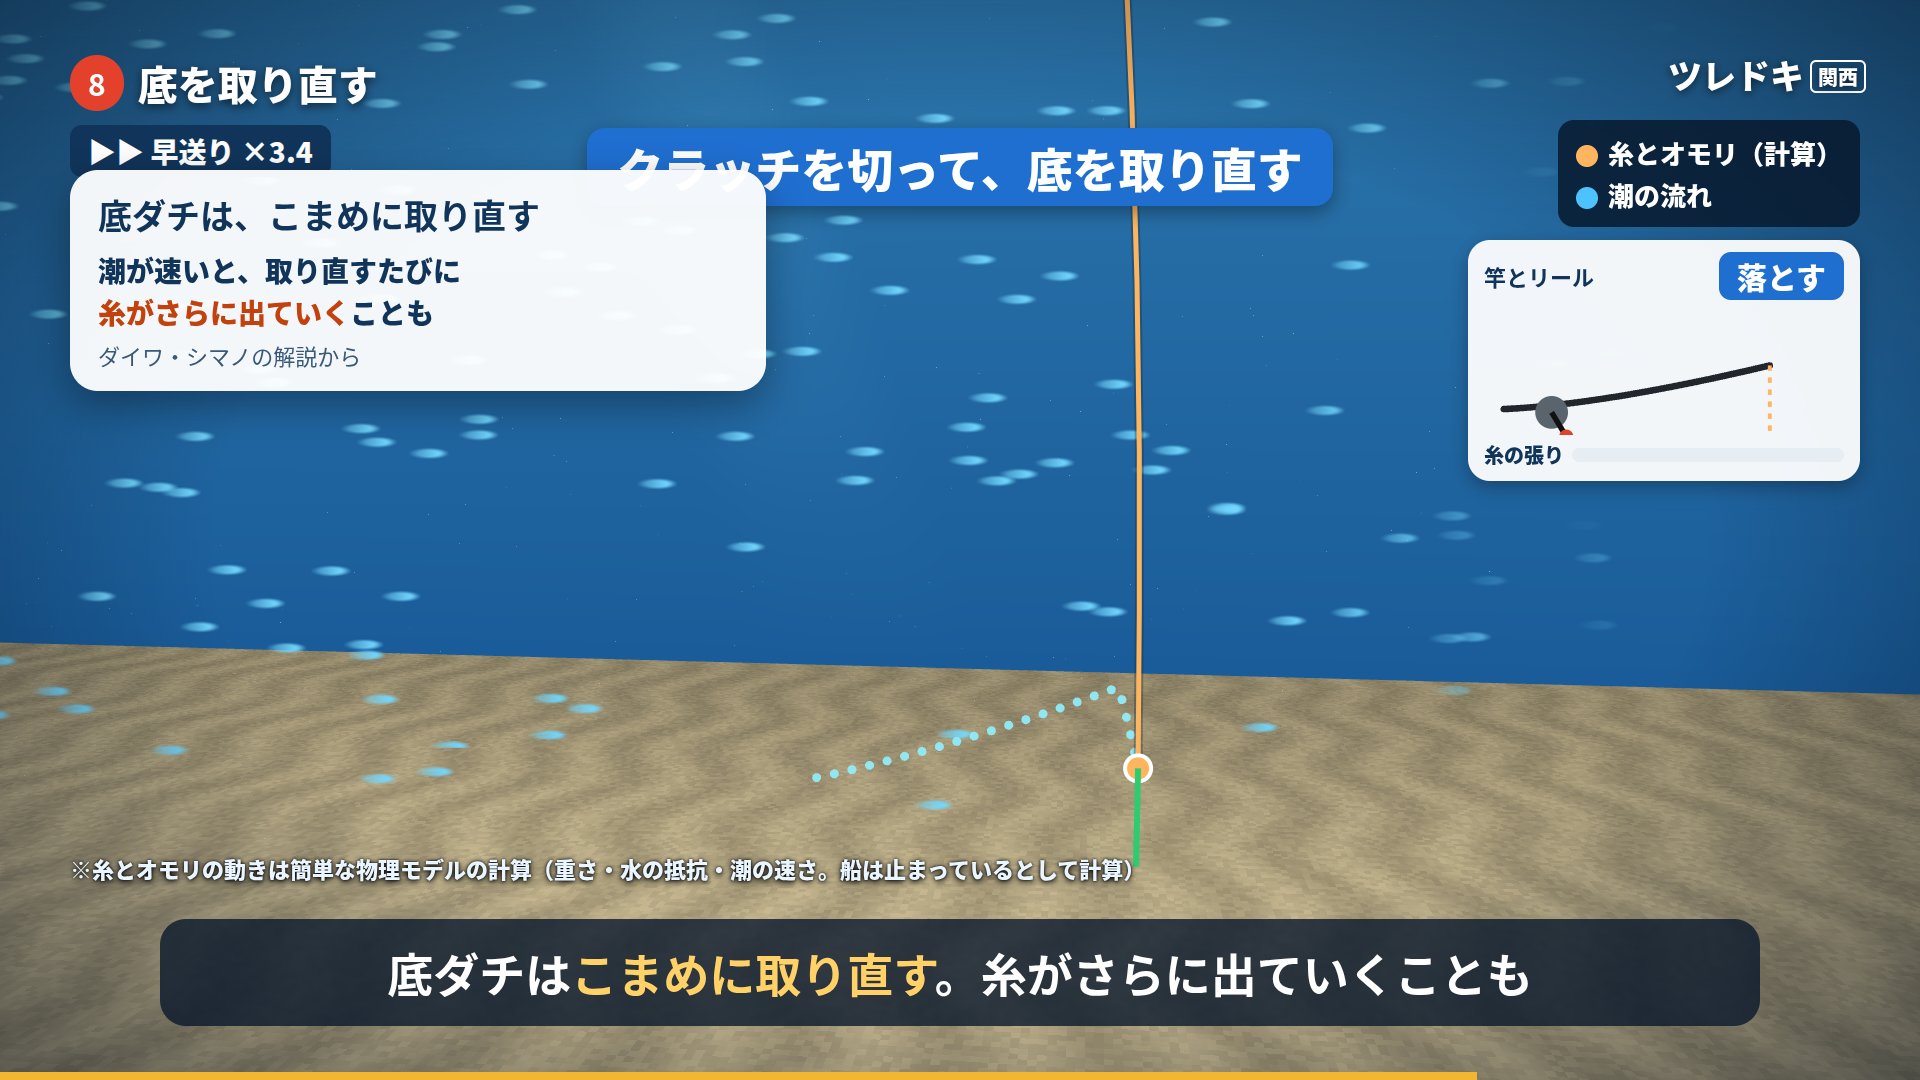 8 底を取り直す
▶▶ 早送り ×3.4
クラッチを切って、底を取り直す
底ダチは、こまめに取り直す
潮が速いと、取り直すたびに
糸がさらに出ていくことも
ダイワ・シマノの解説から
ツレドキ 関西
糸とオモリ（計算）
潮の流れ
竿とリール
落とす
糸の張り
※糸とオモリの動きは簡単な物理モデルの計算（重さ・水の抵抗・潮の速さ。船は止まっているとして計算）
底ダチはこまめに取り直す。糸がさらに出ていくことも